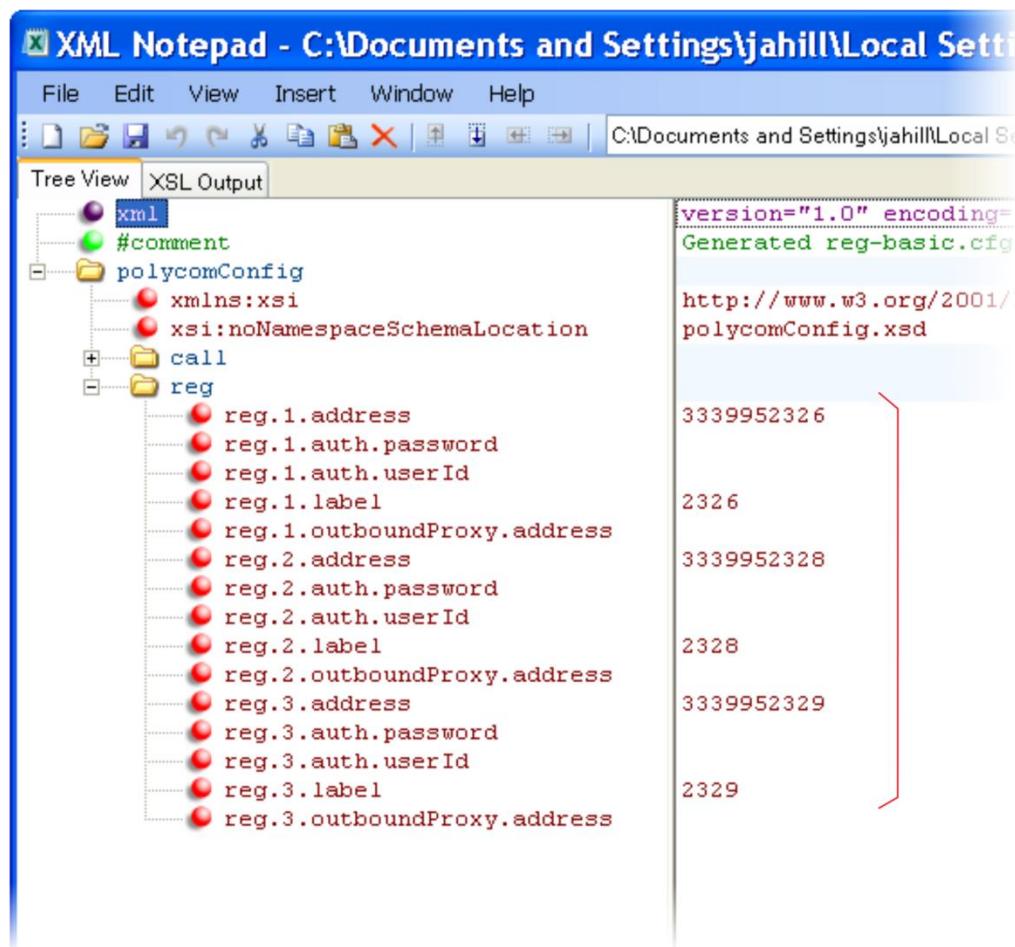 XML Notepad - C:\Documents and Settings\jahill\Local
File Edit View Insert Window Help
C:\Documents and Settings\jahill\Local
Tree View XSL Output
xml version="1.0" encoding=
#comment Generated reg-basic.cfg
polycomConfig
xmlns:xsi http://www.w3.org/2001/
xsi:noNamespaceSchemaLocation polycomConfig.xsd
call
reg
reg.1.address 3339952326
reg.1.auth.password
reg.1.auth.userId
reg.1.label 2326
reg.1.outboundProxy.address
reg.2.address 3339952328
reg.2.auth.password
reg.2.auth.userId
reg.2.label 2328
reg.2.outboundProxy.address
reg.3.address 3339952329
reg.3.auth.password
reg.3.auth.userId
reg.3.label 2329
reg.3.outboundProxy.address